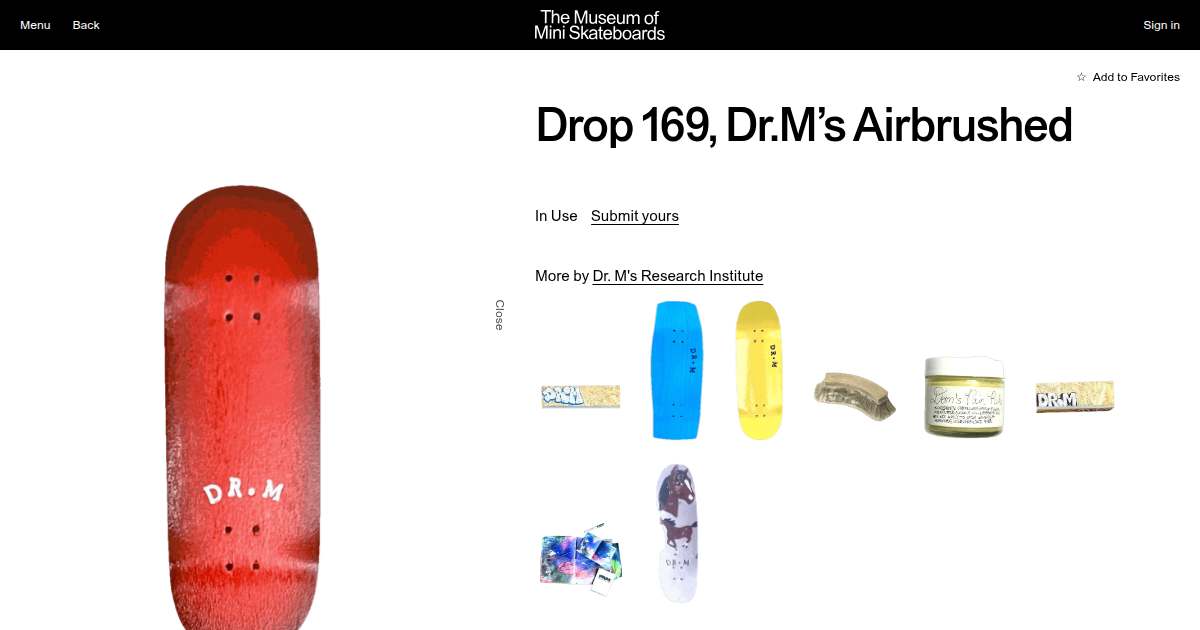 Menu
Back
The Museum of
Mini Skateboards
Sign in
☆ Add to Favorites
Drop 169, Dr.M’s Airbrushed
In Use
Submit yours
More by Dr. M's Research Institute
Close
DR.M
DR.M
DR.M
DR.M
DR.M